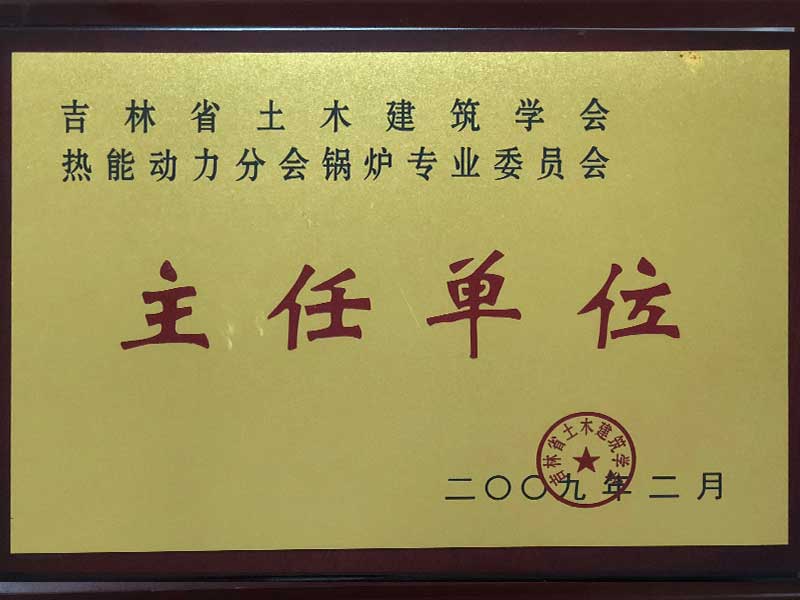 吉林省土木建筑学会
热能动力分会锅炉专业委员会
主任单位
吉林省土木建筑学会
二〇〇九年二月